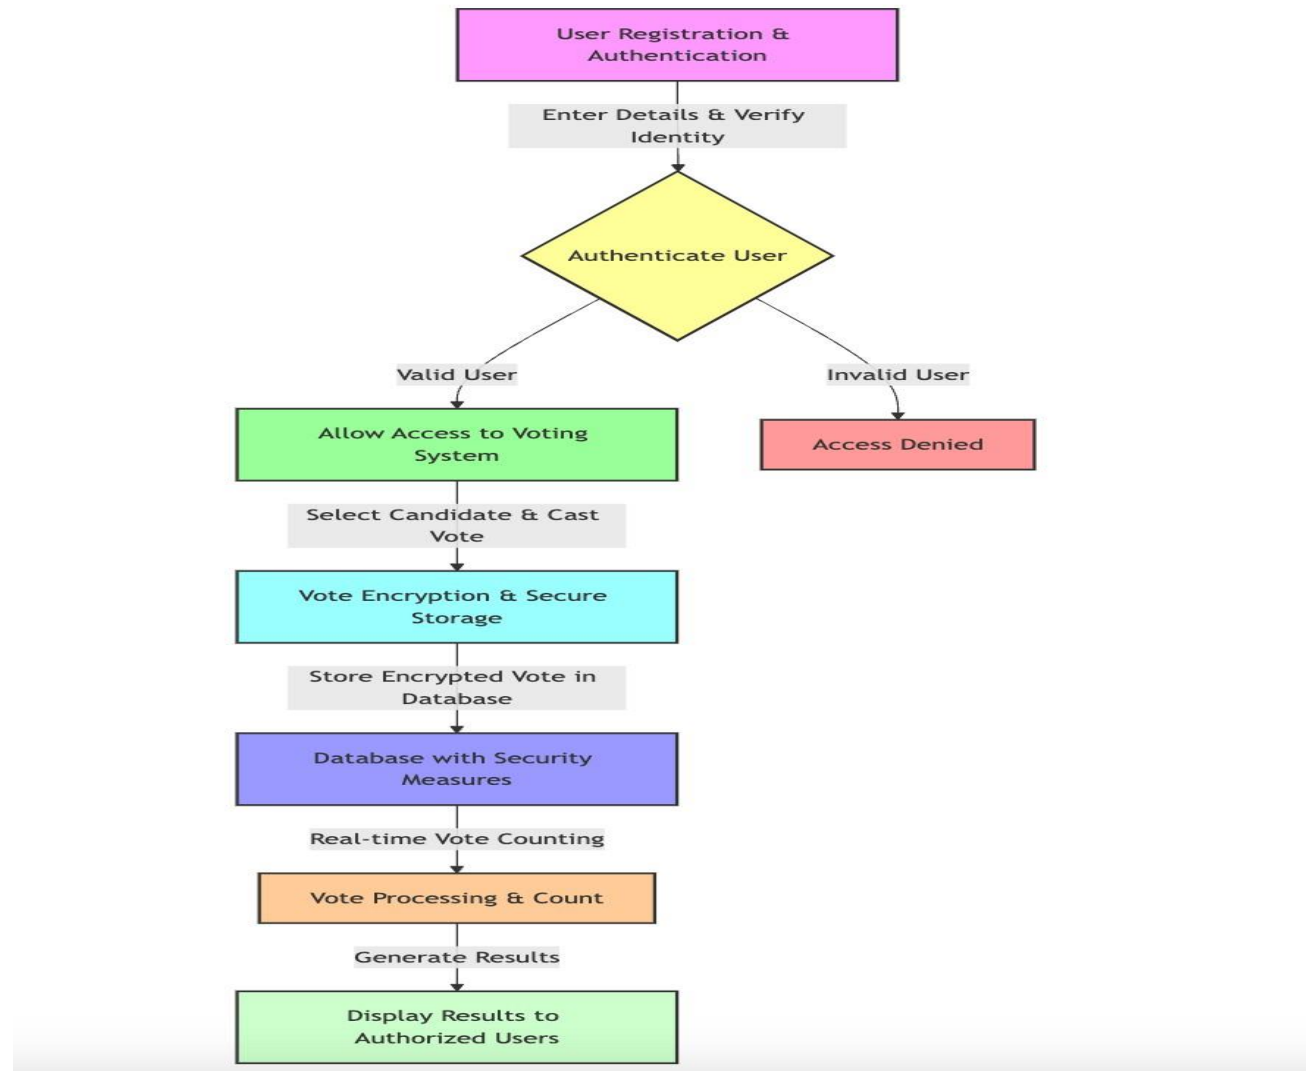 User Registration &
Authentication
Enter Details & Verify
Identity
Authenticate User
Valid User
Invalid User
Allow Access to Voting
System
Access Denied
Select Candidate & Cast
Vote
Vote Encryption & Secure
Storage
Store Encrypted Vote in
Database
Database with Security
Measures
Real-time Vote Counting
Vote Processing & Count
Generate Results
Display Results to
Authorized Users